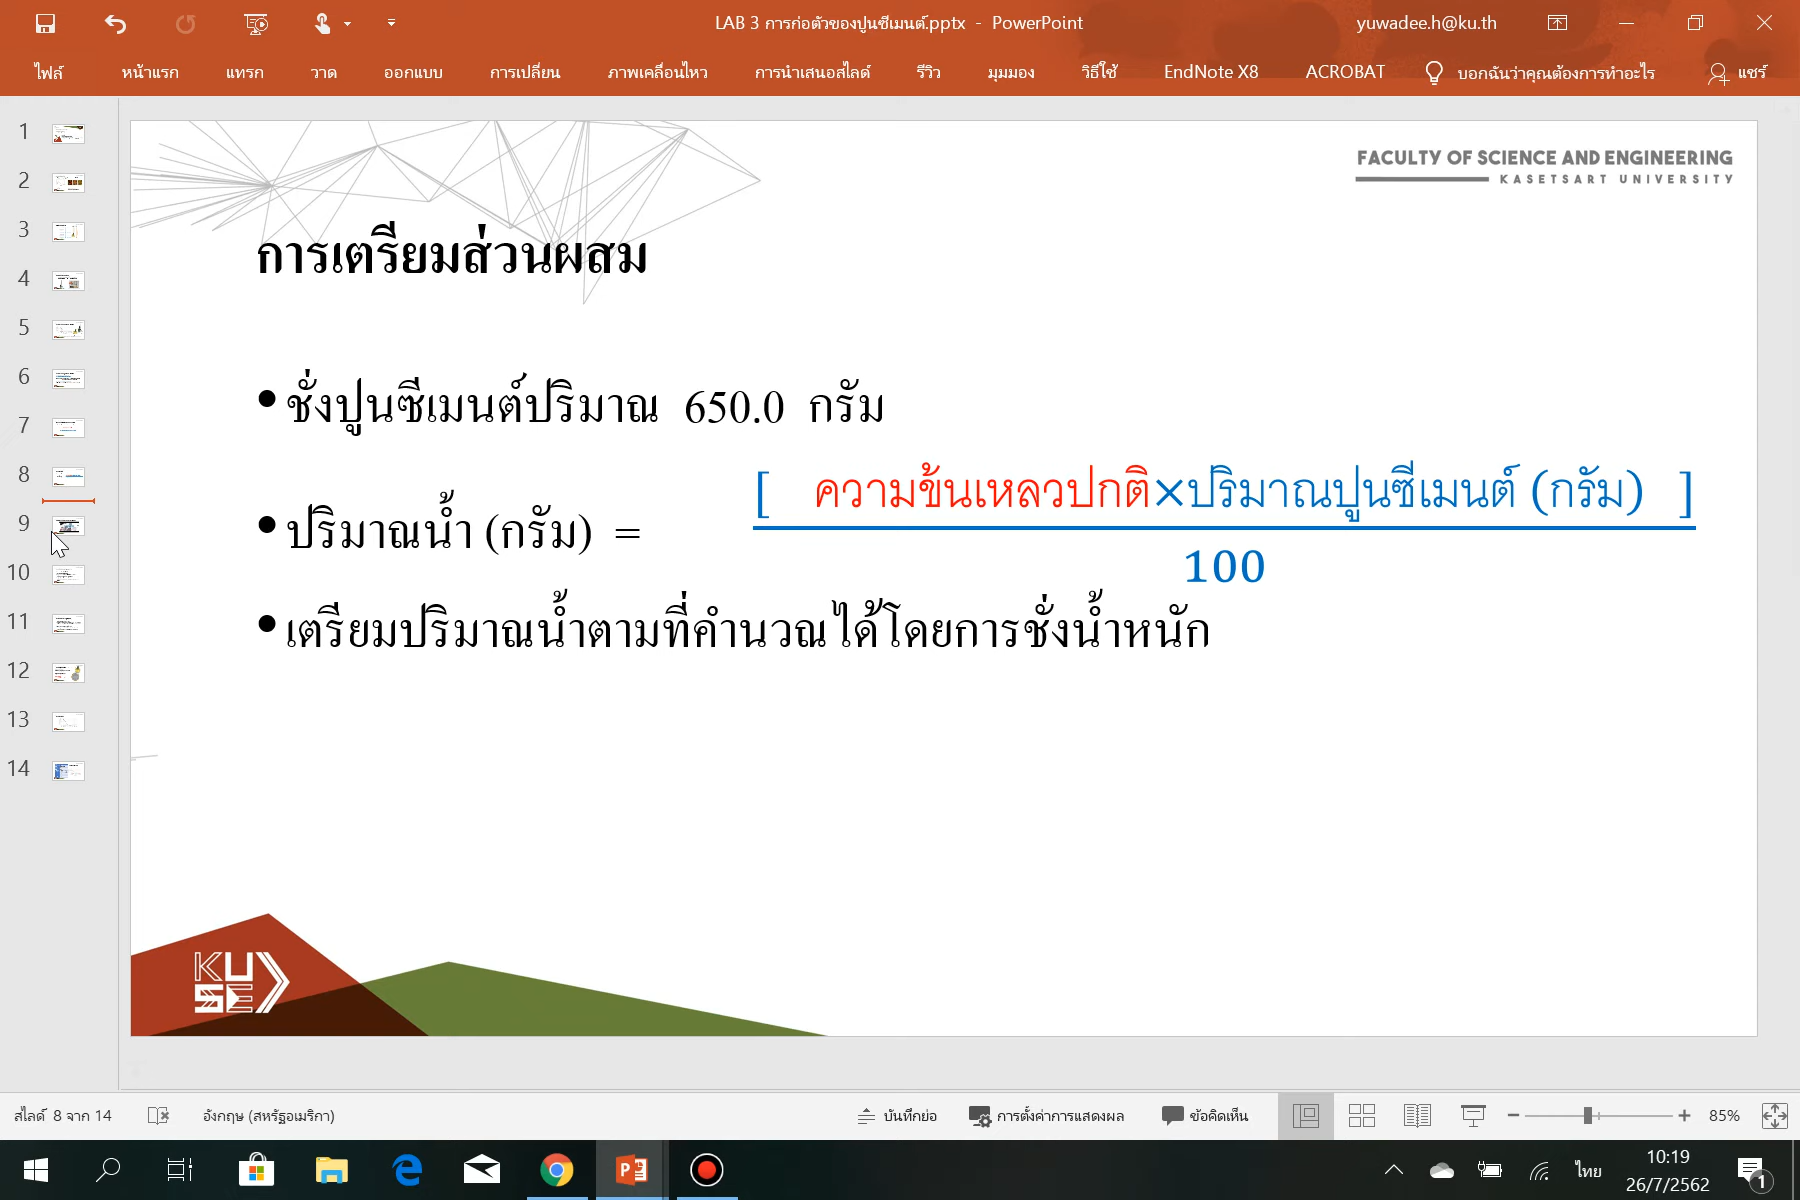 LAB 3 การก่อตัวของปูนซีเมนต์.pptx - PowerPoint
yuwadee.h@ku.th
ไฟล์ หน้าแรก แทรก วาด ออกแบบ การเปลี่ยน ภาพเคลื่อนไหว การนำเสนอสไลด์ รีวิว มุมมอง วิธีใช้ EndNote X8 ACROBAT บอกฉันว่าคุณต้องการทำอะไร แชร์
1
2
3
4
5
6
7
8
9
10
11
12
13
14
FACULTY OF SCIENCE AND ENGINEERING
KASETSART UNIVERSITY
การเตรียมส่วนผสม
•ชั่งปูนซีเมนต์ปริมาณ 650.0 กรัม
[ ความข้นเหลวปกติ×ปริมาณปูนซีเมนต์ (กรัม) ]
•ปริมาณน้ำ (กรัม) =
100
•เตรียมปริมาณน้ำตามที่คำนวณได้โดยการชั่งน้ำหนัก
KU
SE
สไลด์ 8 จาก 14 อังกฤษ (สหรัฐอเมริกา) บันทึกย่อ การตั้งค่าการแสดงผล ข้อคิดเห็น 85%
ไทย
10:19
26/7/2562
1